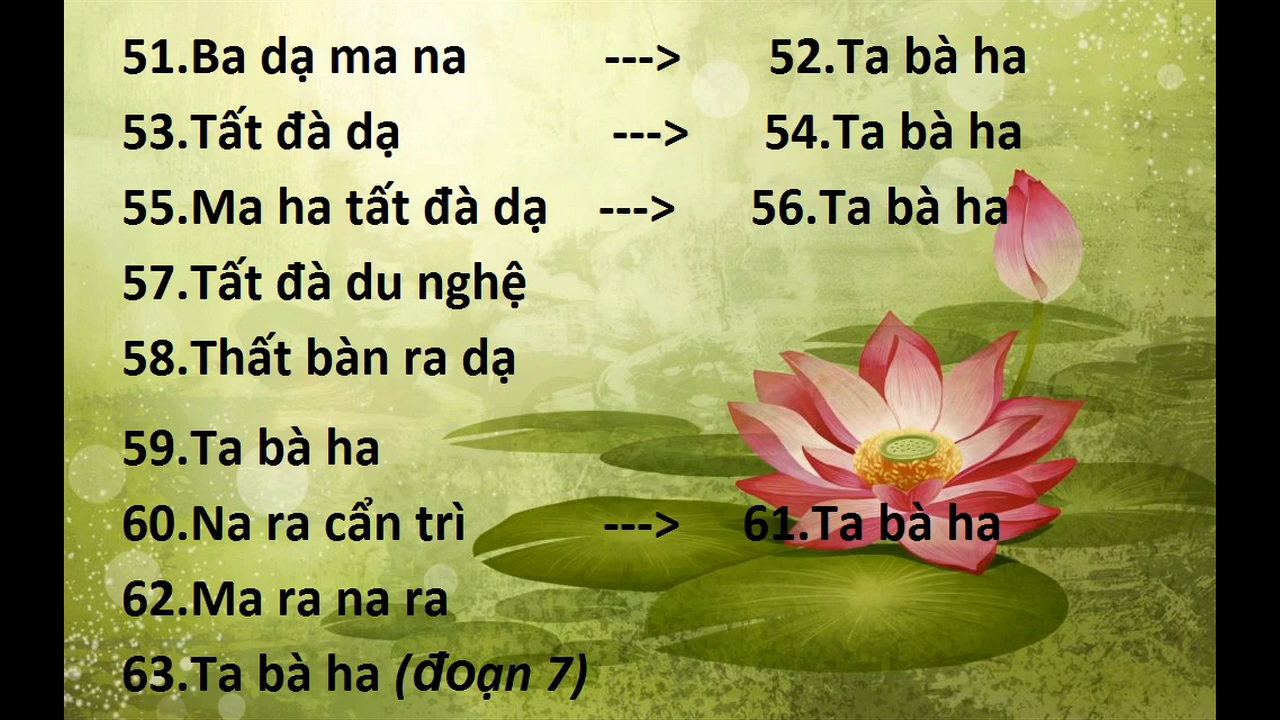 51.Ba dạ ma na ---> 52.Ta bà ha
53.Tất đà dạ ---> 54.Ta bà ha
55.Ma ha tất đà dạ ---> 56.Ta bà ha
57.Tất đà du nghệ
58.Thất bàn ra dạ
59.Ta bà ha
60.Na ra cẩn trì ---> 61.Ta bà ha
62.Ma ra na ra
63.Ta bà ha (đoạn 7)